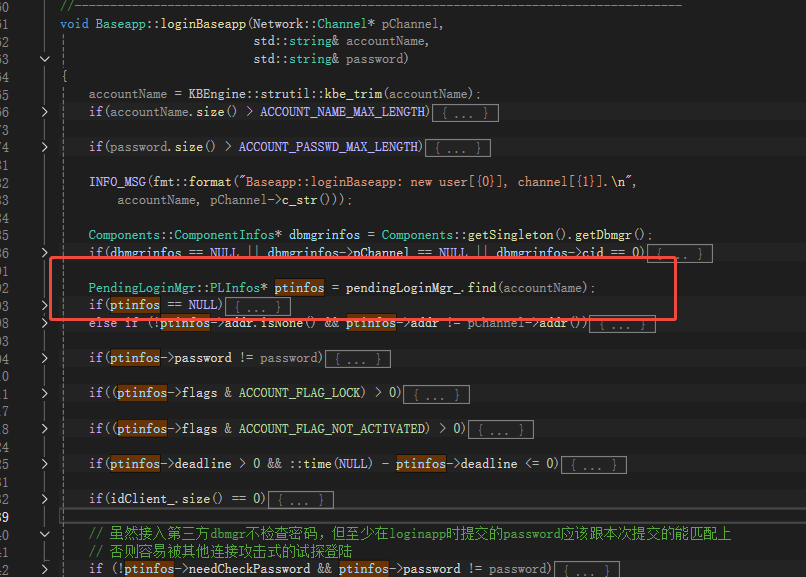 //----------------------------------------------------------------------
void Baseapp::loginBaseapp(Network::Channel* pChannel,
std::string& accountName,
std::string& password)
{
accountName = KBEngine::strutil::kbe_trim(accountName);
if(accountName.size() > ACCOUNT_NAME_MAX_LENGTH){ ... }
if(password.size() > ACCOUNT_PASSWD_MAX_LENGTH){ ... }
INFO_MSG(fmt::format("Baseapp::loginBaseapp: new user[{0}], channel[{1}].\n",
accountName, pChannel->c_str()));
Components::ComponentInfos* dbmgrinfos = Components::getSingleton().getDbmgr();
if(dbmgrinfos == NULL || dbmgrinfos->pChannel == NULL || dbmgrinfos->cid == 0){ ... }
PendingLoginMgr::PLInfos* ptinfos = pendingLoginMgr_.find(accountName);
if(ptinfos == NULL){ ... }
else if (!ptinfos->addr.isNone() && ptinfos->addr != pChannel->addr()){ ... }
if(ptinfos->password != password){ ... }
if((ptinfos->flags & ACCOUNT_FLAG_LOCK) > 0){ ... }
if((ptinfos->flags & ACCOUNT_FLAG_NOT_ACTIVATED) > 0){ ... }
if(ptinfos->deadline > 0 && ::time(NULL) - ptinfos->deadline <= 0){ ... }
if(idClient_.size() == 0){ ... }
// 虽然接入第三方dbmgr不检查密码，但至少在loginapp时提交的password应该跟本次提交的能匹配上
// 否则容易被其他连接攻击式的试探登陆
if (!ptinfos->needCheckPassword && ptinfos->password != password){ ... }